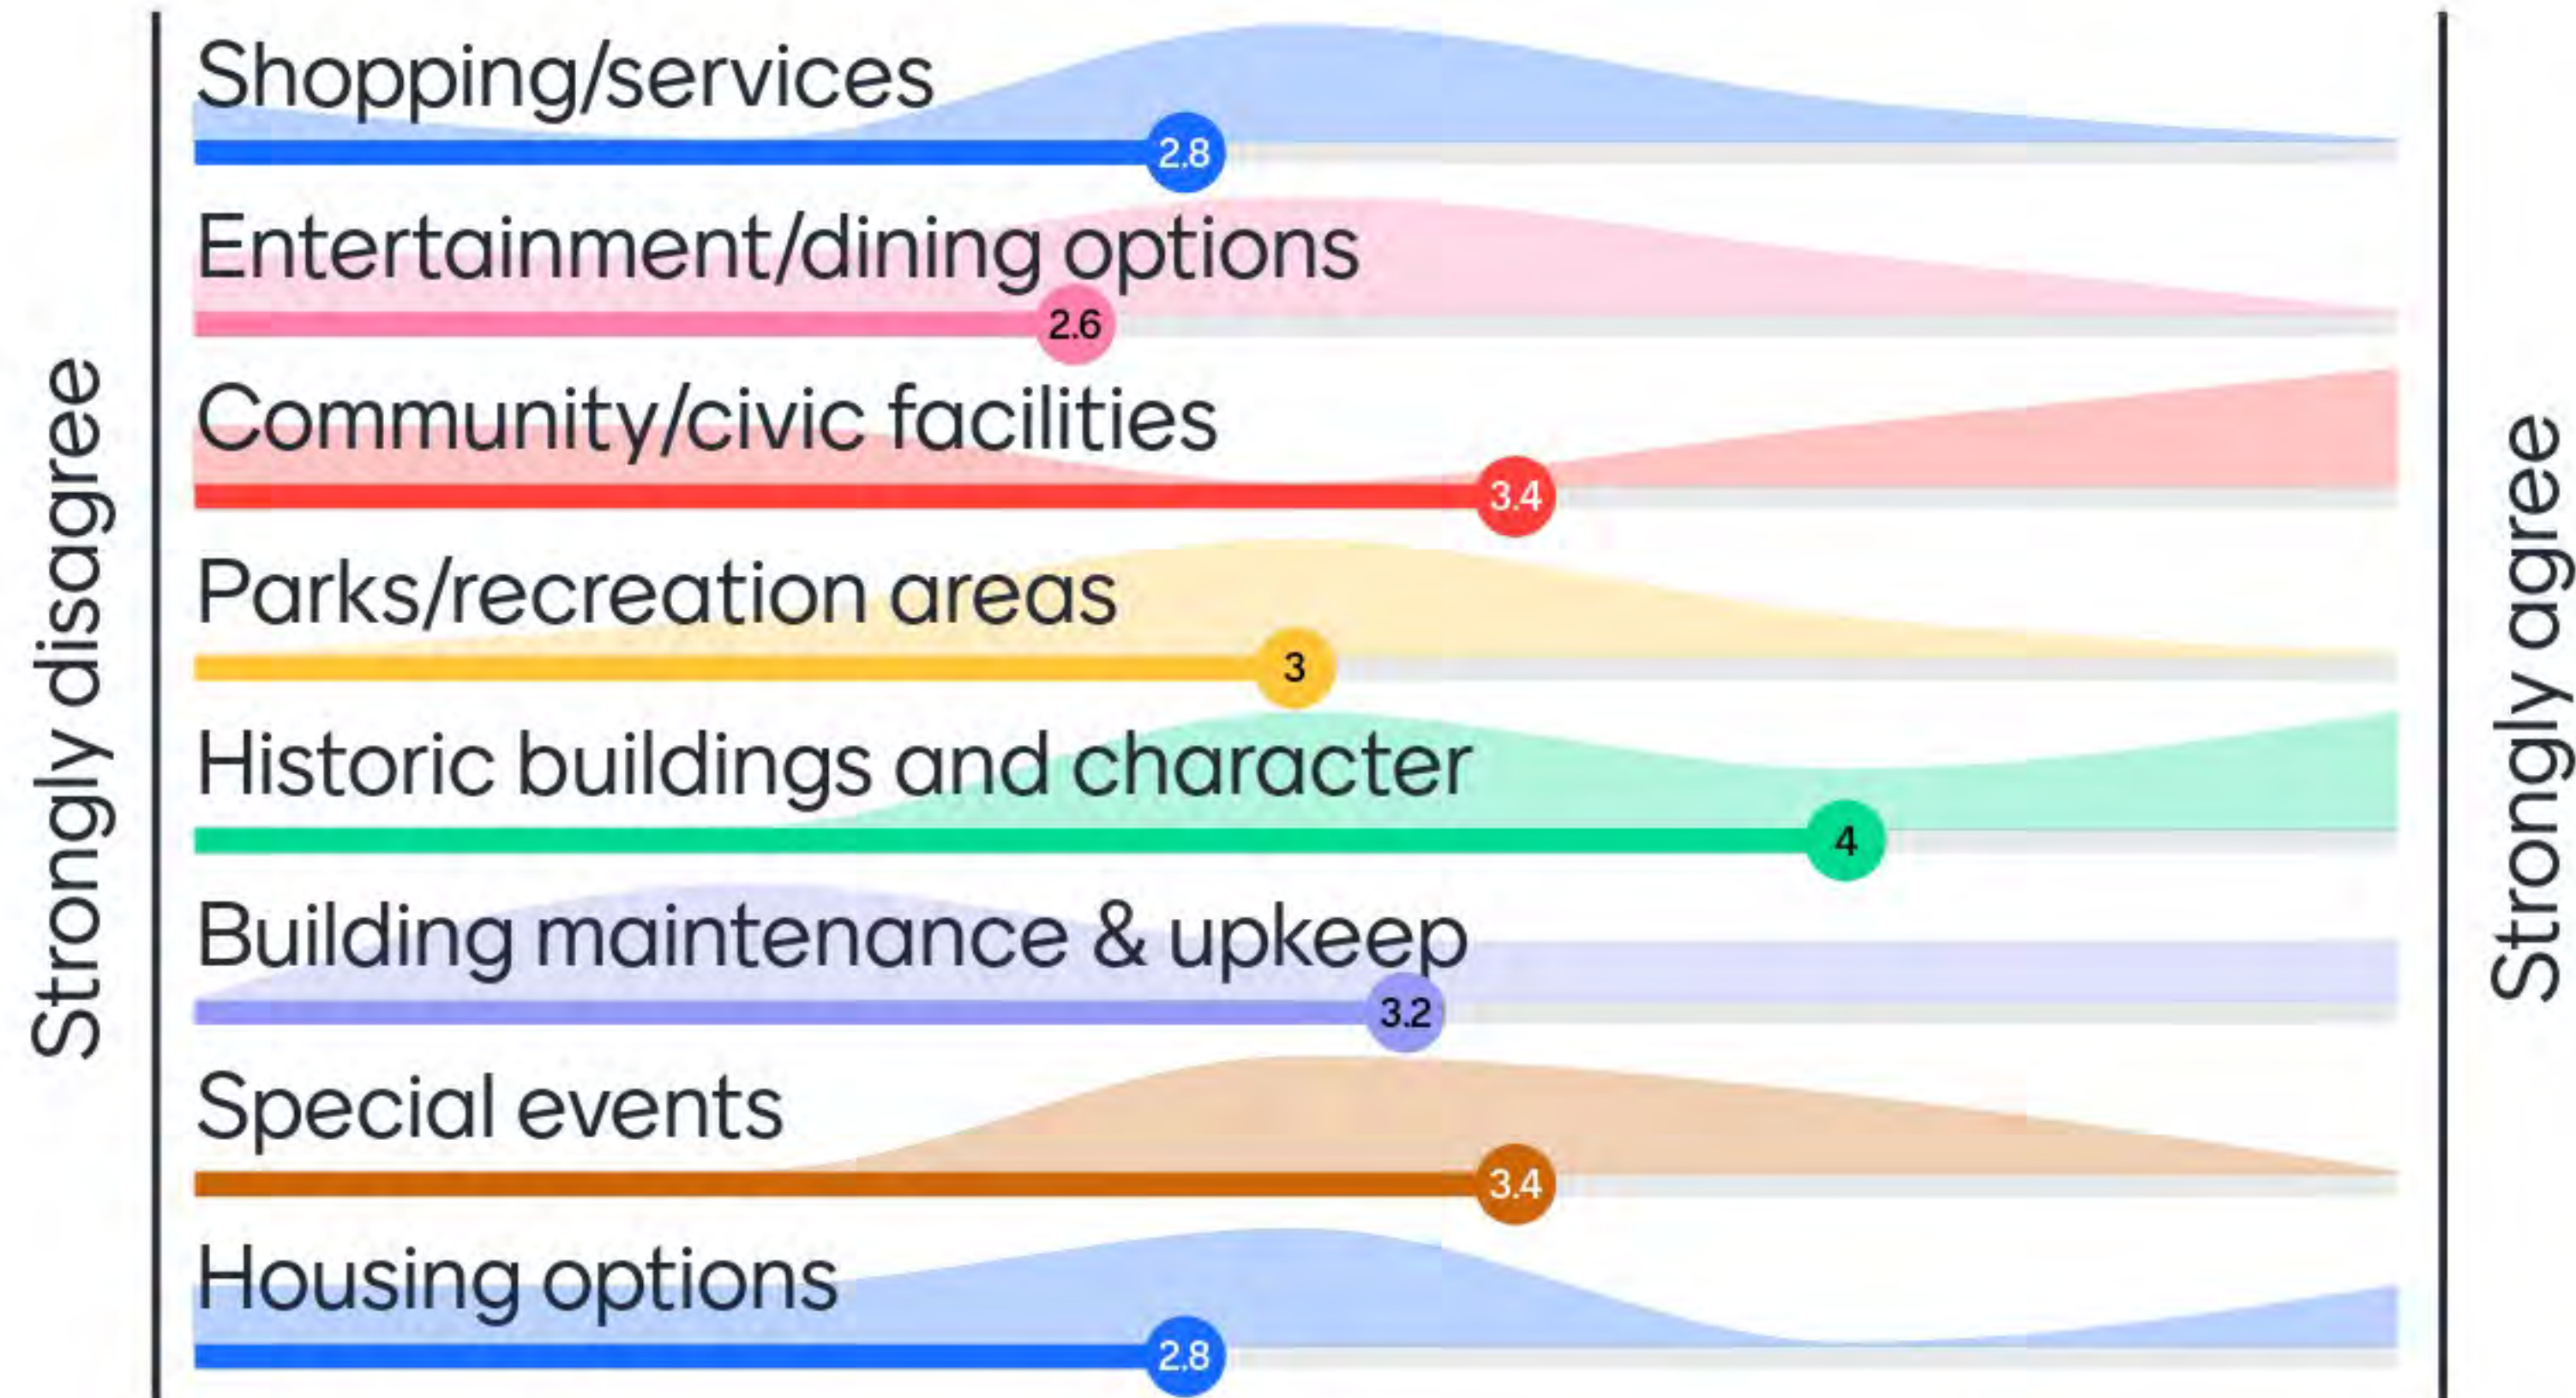 Strongly disagree
Shopping/services
2.8
Entertainment/dining options
2.6
Community/civic facilities
3.4
Parks/recreation areas
3
Historic buildings and character
4
Building maintenance & upkeep
3.2
Special events
3.4
Housing options
2.8
Strongly agree